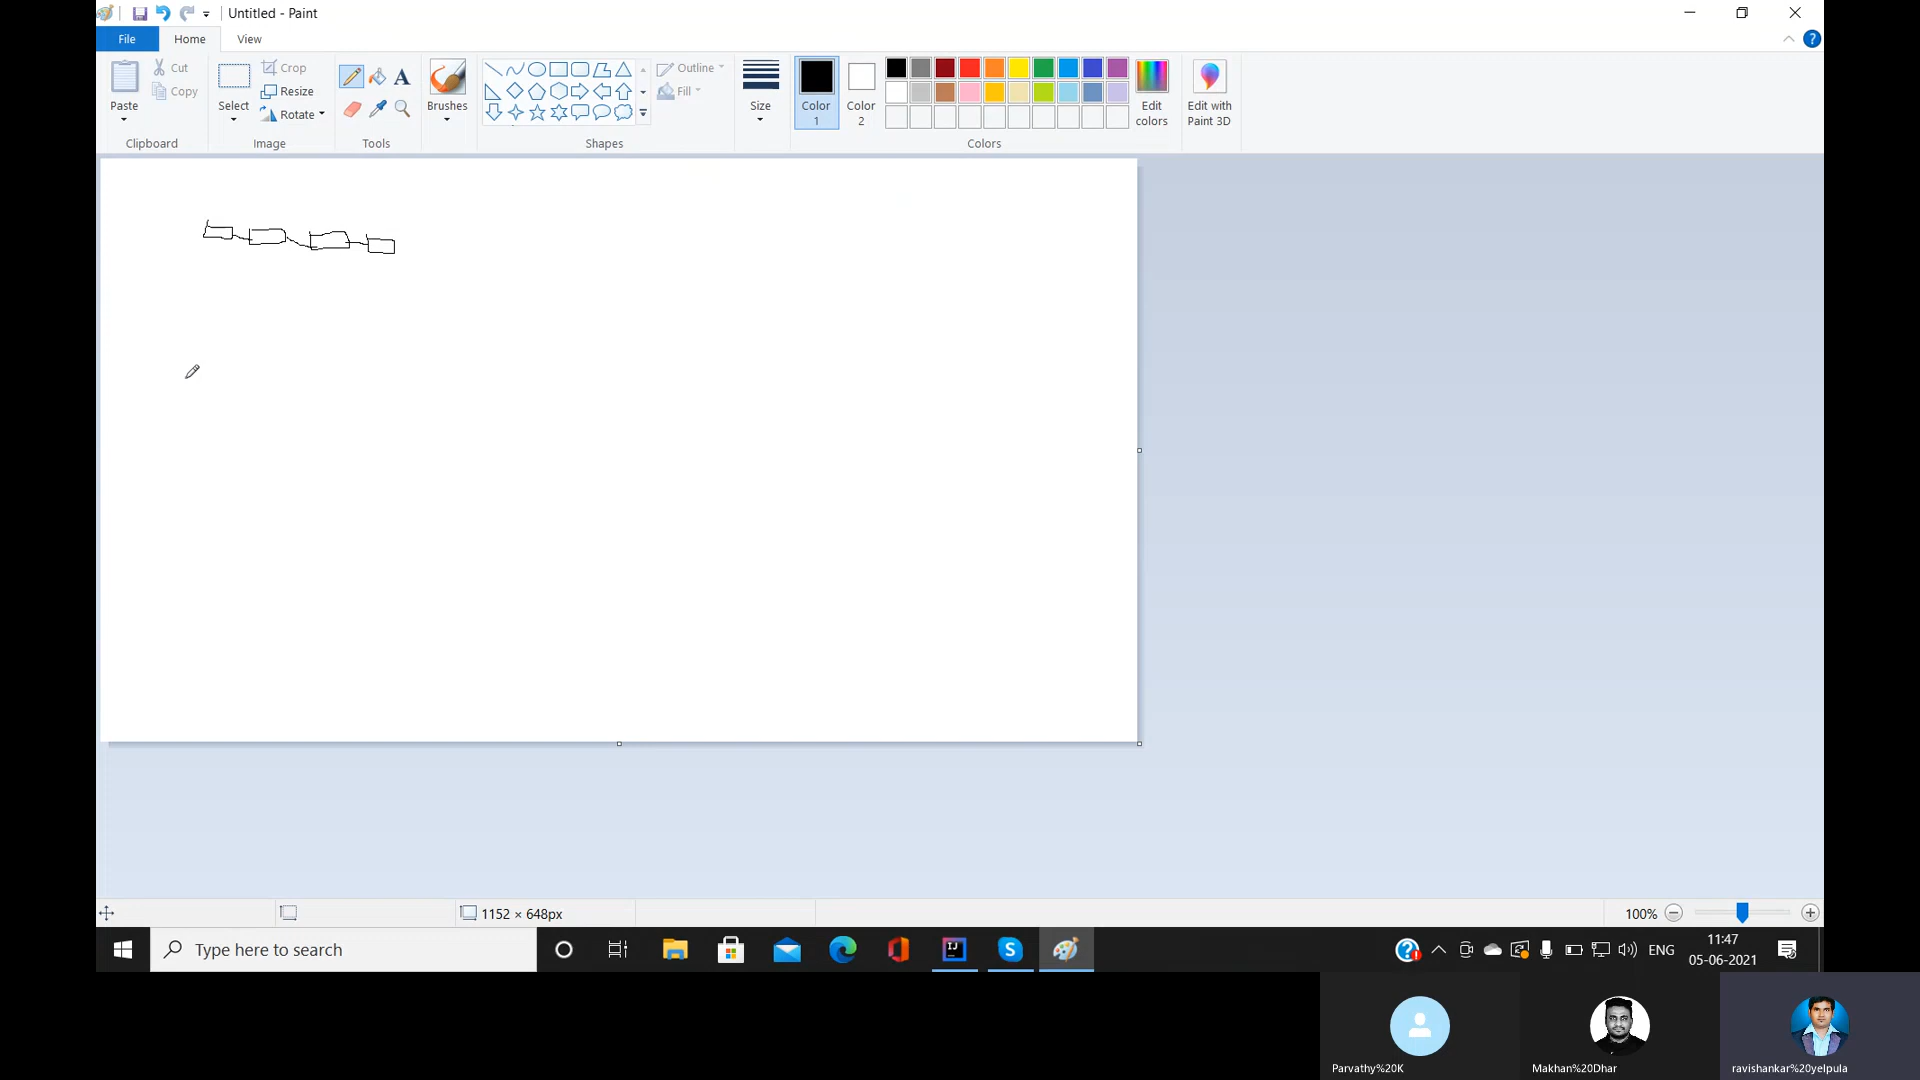 Untitled - Paint
File Home View
Paste Cut Copy Clipboard
Select Crop Resize Rotate Image
Tools
A
Brushes
Shapes
Outline Fill
Size
Color 1
Color 2
Edit colors
Colors
Edit with Paint 3D
?
1152 × 648px
100%
Type here to search
IJ
S
ENG
11:47
05-06-2021
Parvathy%20K
Makhan%20Dhar
ravishankar%20yelpula